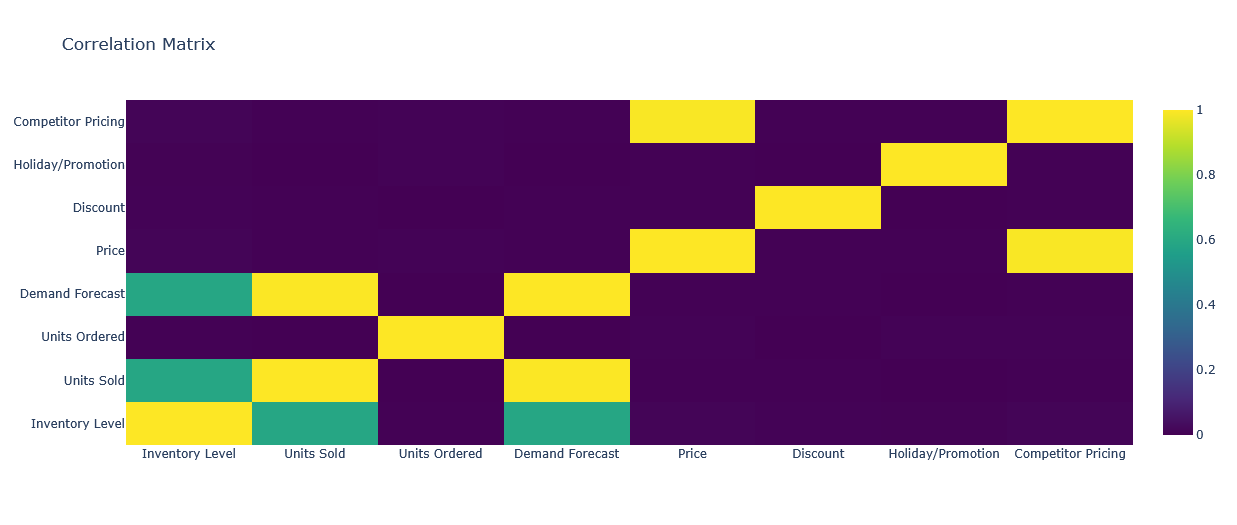 Correlation Matrix
Competitor Pricing
Holiday/Promotion
Discount
Price
Demand Forecast
Units Ordered
Units Sold
Inventory Level
Inventory Level Units Sold Units Ordered Demand Forecast Price Discount Holiday/Promotion Competitor Pricing
1
0.8
0.6
0.4
0.2
0